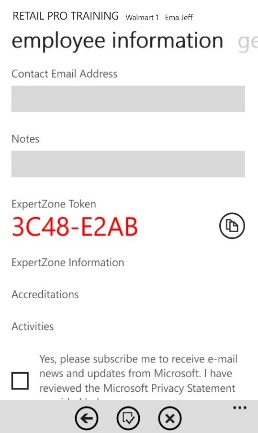 RETAIL PRO TRAINING Walmart 1 Ema Jeff
employee information ge
Contact Email Address
Notes
ExpertZone Token
3C48-E2AB
ExpertZone Information
Accreditations
Activities
Yes, please subscribe me to receive e-mail
news and updates from Microsoft. I have
reviewed the Microsoft Privacy Statement